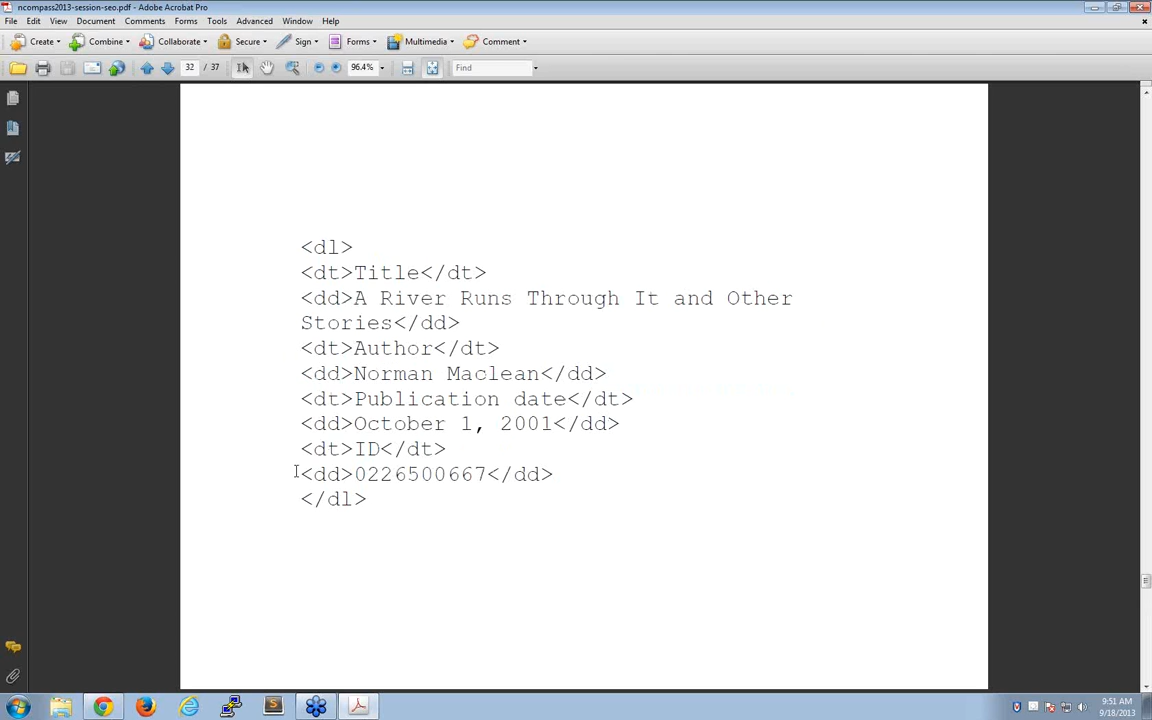 ncompass2013-session-seo.pdf - Adobe Acrobat Pro
File Edit View Document Comments Forms Tools Advanced Window Help
Create Combine Collaborate Secure Sign Forms Multimedia Comment
32 / 37 96.4% Find
<dl>
<dt>Title</dt>
<dd>A River Runs Through It and Other
Stories</dd>
<dt>Author</dt>
<dd>Norman Maclean</dd>
<dt>Publication date</dt>
<dd>October 1, 2001</dd>
<dt>ID</dt>
<dd>0226500667</dd>
</dl>
9:51 AM
9/18/2013